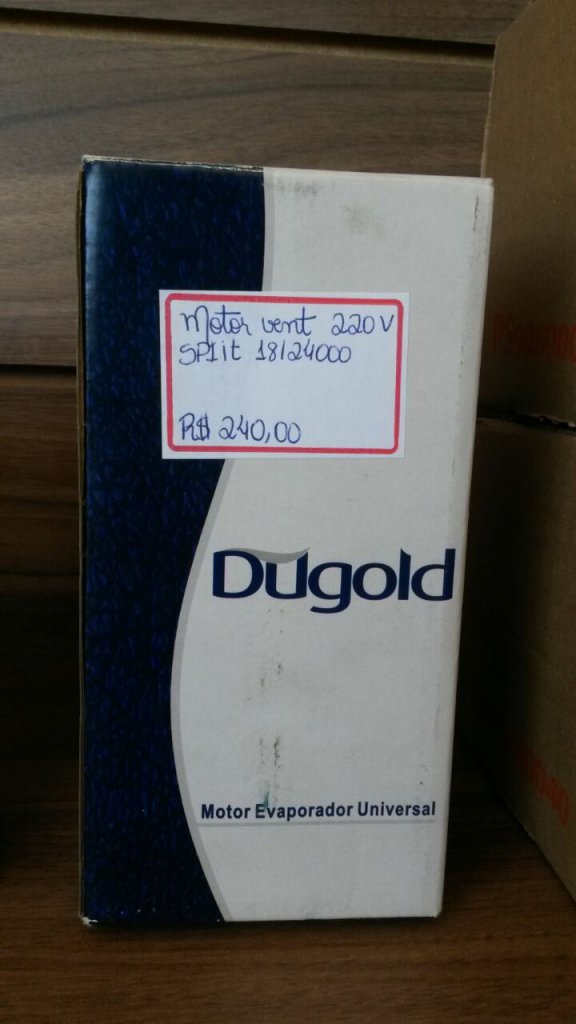 Motor vent 220V
Split 18/24000
R$ 240,00
Dugold
Motor Evaporador Universal